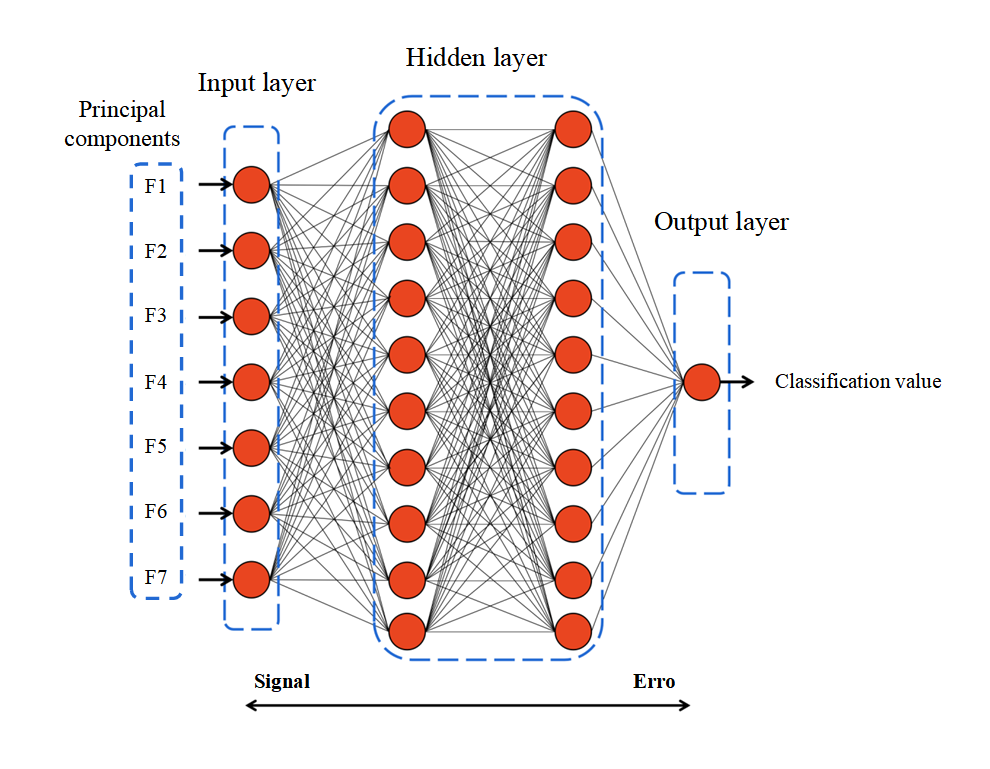 Hidden layer
Input layer
Principal
components
F1
F2
F3
F4
F5
F6
F7
Output layer
Classification value
Signal
Erro